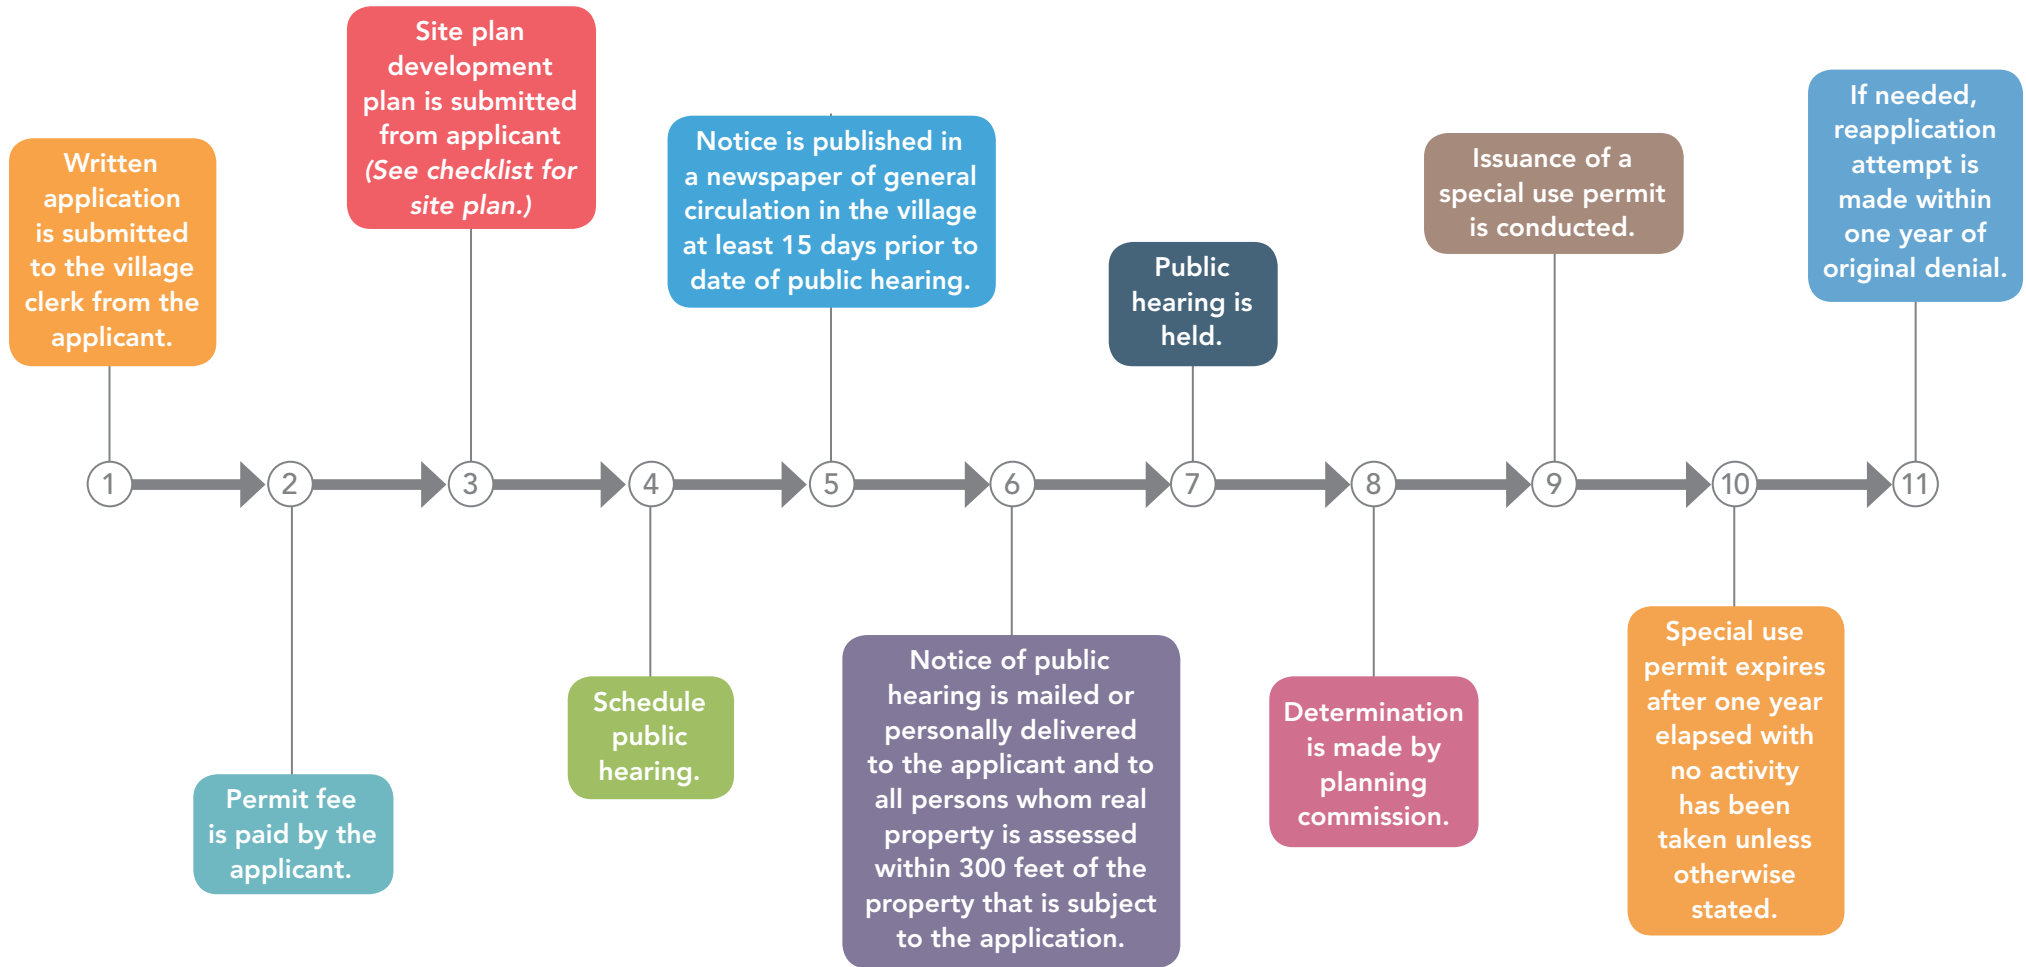 Written
application
is submitted
to the village
clerk from the
applicant.
Site plan
development
plan is submitted
from applicant
(See checklist for
site plan.)
Notice is published in
a newspaper of general
circulation in the village
at least 15 days prior to
date of public hearing.
Public
hearing is
held.
Issuance of a
special use permit
is conducted.
If needed,
reapplication
attempt is
made within
one year of
original denial.
1
2
3
4
5
6
7
8
9
10
11
Permit fee
is paid by the
applicant.
Schedule
public
hearing.
Notice of public
hearing is mailed or
personally delivered
to the applicant and to
all persons whom real
property is assessed
within 300 feet of the
property that is subject
to the application.
Determination
is made by
planning
commission.
Special use
permit expires
after one year
elapsed with
no activity
has been
taken unless
otherwise
stated.